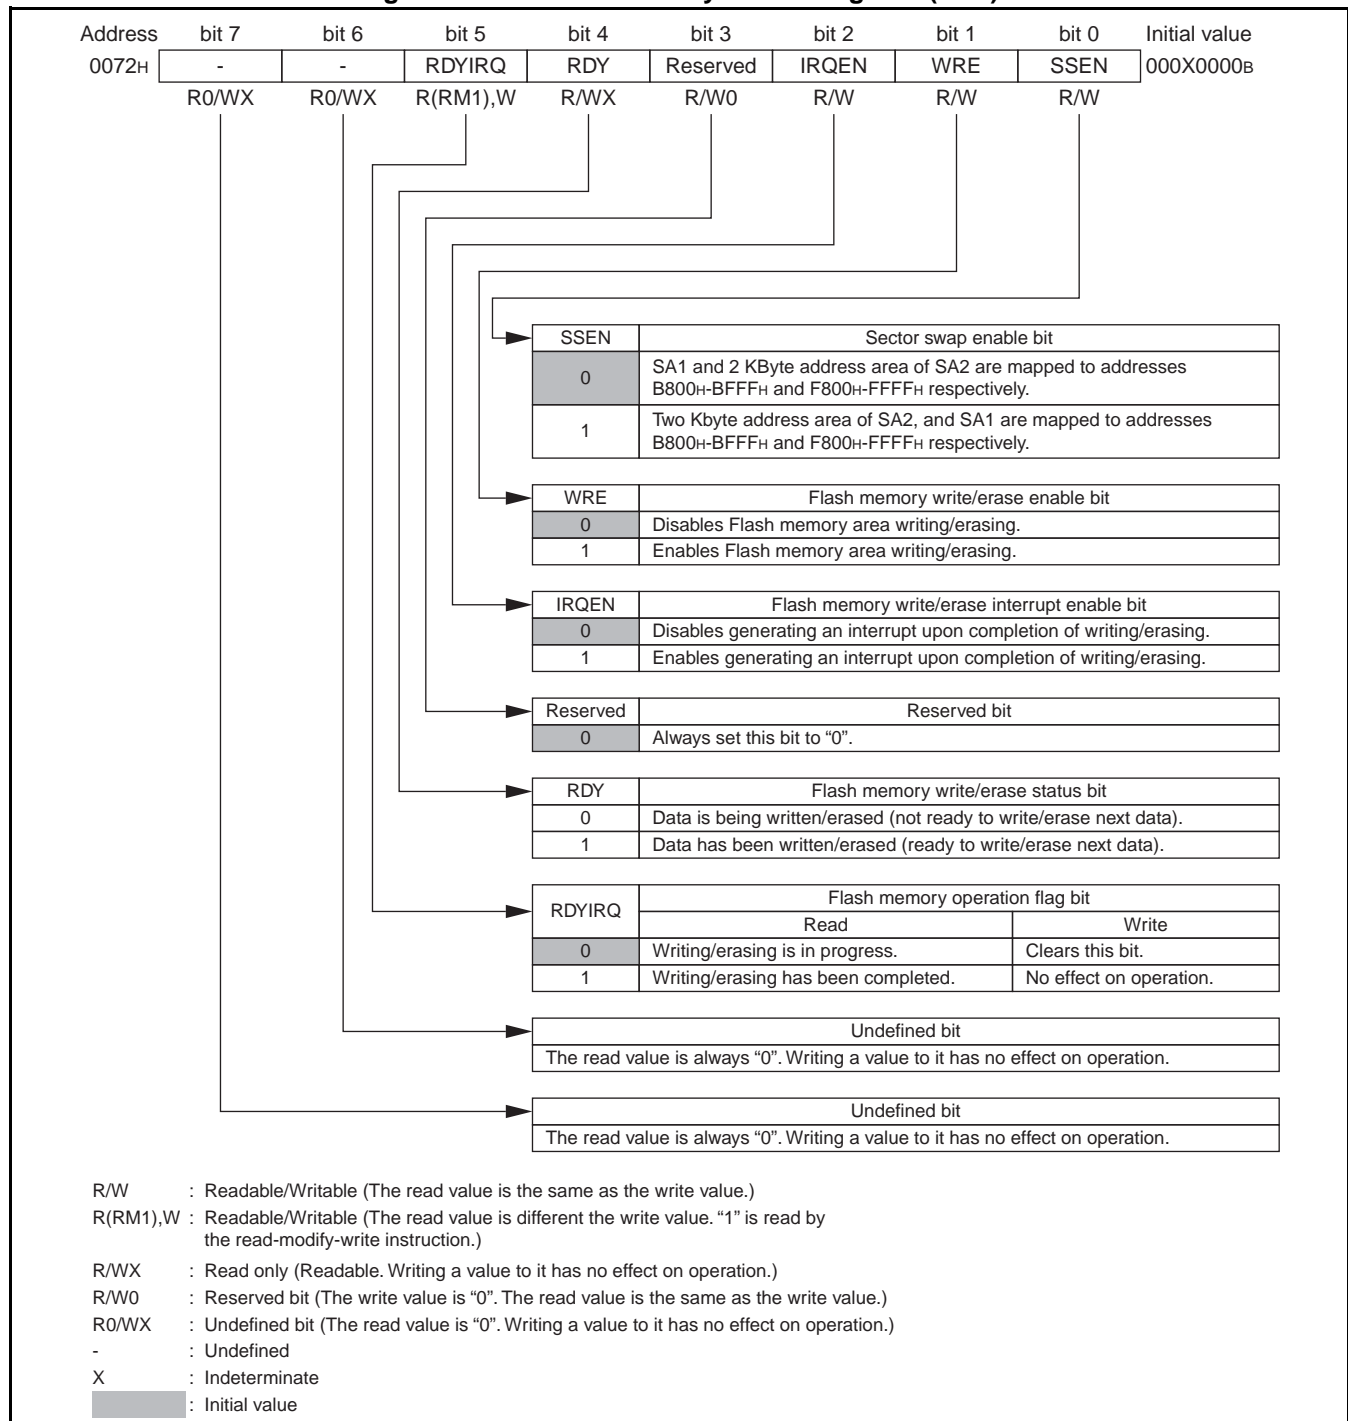 Address bit 7 bit 6 bit 5 bit 4 bit 3 bit 2 bit 1 bit 0 Initial value
0072H - - RDYIRQ RDY Reserved IRQEN WRE SSEN 000X0000B
R0/WX R0/WX R(RM1),W R/WX R/W0 R/W R/W R/W
SSEN Sector swap enable bit
0 SA1 and 2 KByte address area of SA2 are mapped to addresses
B800H-BFFFH and F800H-FFFFH respectively.
1 Two Kbyte address area of SA2, and SA1 are mapped to addresses
B800H-BFFFH and F800H-FFFFH respectively.
WRE Flash memory write/erase enable bit
0 Disables Flash memory area writing/erasing.
1 Enables Flash memory area writing/erasing.
IRQEN Flash memory write/erase interrupt enable bit
0 Disables generating an interrupt upon completion of writing/erasing.
1 Enables generating an interrupt upon completion of writing/erasing.
Reserved Reserved bit
0 Always set this bit to “0”.
RDY Flash memory write/erase status bit
0 Data is being written/erased (not ready to write/erase next data).
1 Data has been written/erased (ready to write/erase next data).
RDYIRQ Flash memory operation flag bit
Read Write
0 Writing/erasing is in progress. Clears this bit.
1 Writing/erasing has been completed. No effect on operation.
Undefined bit
The read value is always “0”. Writing a value to it has no effect on operation.
Undefined bit
The read value is always “0”. Writing a value to it has no effect on operation.
R/W : Readable/Writable (The read value is the same as the write value.)
R(RM1),W : Readable/Writable (The read value is different the write value. “1” is read by
the read-modify-write instruction.)
R/WX : Read only (Readable. Writing a value to it has no effect on operation.)
R/W0 : Reserved bit (The write value is “0”. The read value is the same as the write value.)
R0/WX : Undefined bit (The read value is “0”. Writing a value to it has no effect on operation.)
- : Undefined
X : Indeterminate
: Initial value